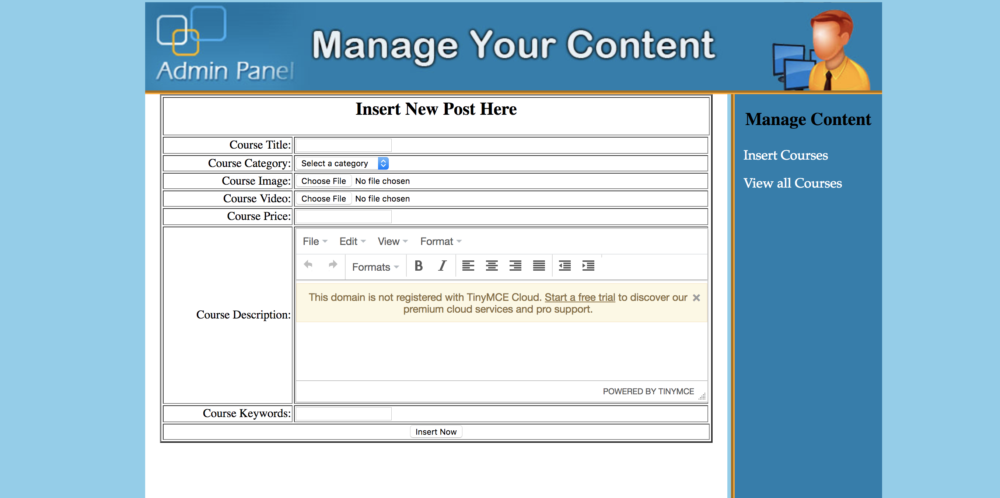 Manage Your Content
Admin Panel
Insert New Post Here
Course Title:
Course Category: Select a category
Course Image: Choose File No file chosen
Course Video: Choose File No file chosen
Course Price:
File Edit View Format
Formats B I
This domain is not registered with TinyMCE Cloud. Start a free trial to discover our
premium cloud services and pro support.
Course Description:
POWERED BY TINYMCE
Course Keywords:
Insert Now
Manage Content
Insert Courses
View all Courses